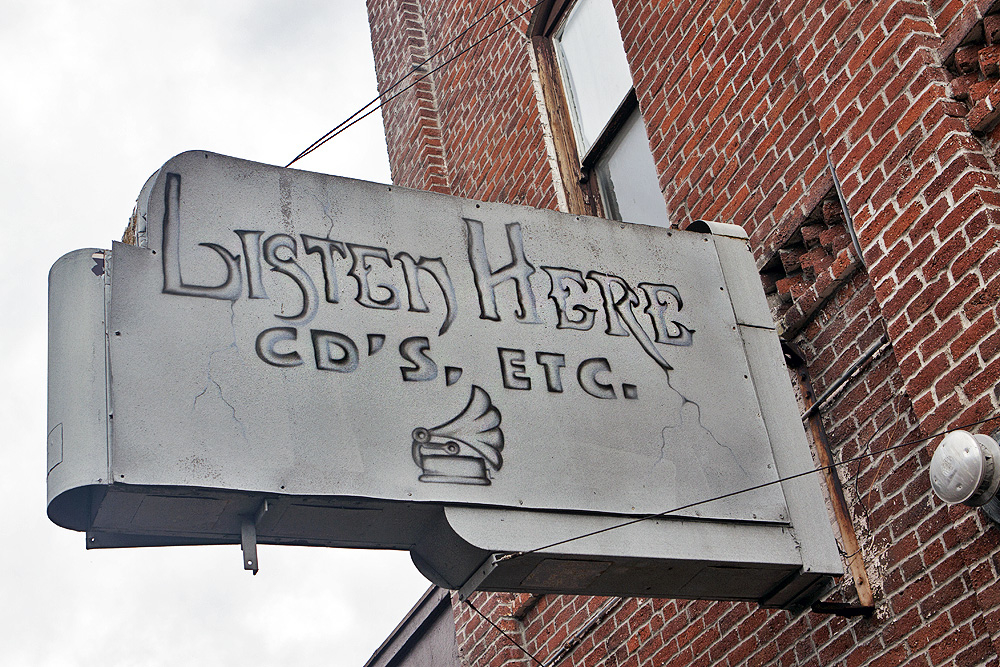 Listen Here
CD's, Etc.